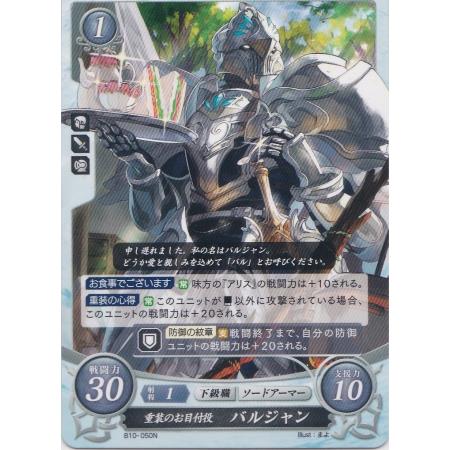 1
申し遅れました。私の名はバルジャン。
どうか愛と親しみを込めて「バル」とお呼びください。
お食事でございます 常 味方の『アリス』の戦闘力は+10される。
重装の心得 常 このユニットが 以外に攻撃されている場合、
このユニットの戦闘力は+20される。
防御の紋章 支 戦闘終了まで、自分の防御
ユニットの戦闘力は+20される。
戦闘力
30
射程 1
下級職
ソードアーマー
支援力
10
重装のお目付役 バルジャン
B10-050N
Illust:まよ